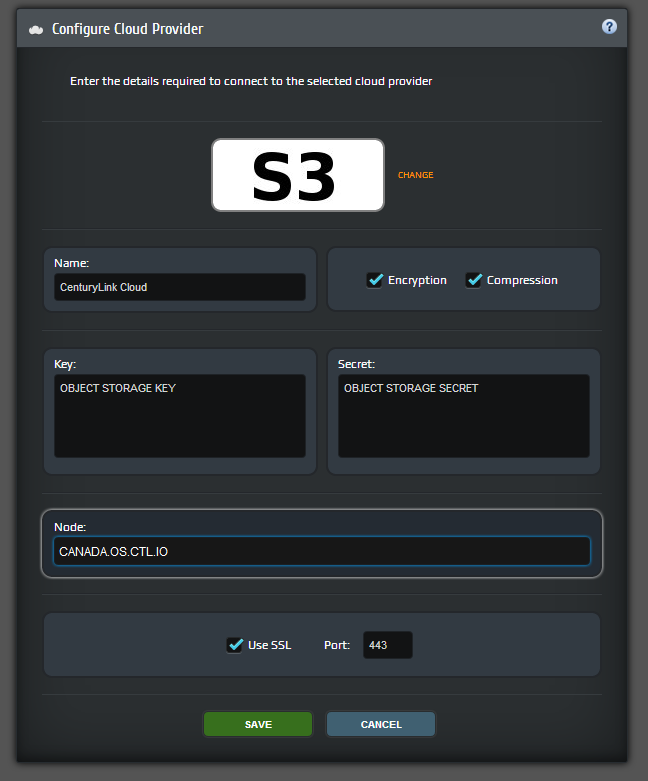 Configure Cloud Provider
?
Enter the details required to connect to the selected cloud provider
S3
CHANGE
Name:
CenturyLink Cloud
Encryption
Compression
Key:
OBJECT STORAGE KEY
Secret:
OBJECT STORAGE SECRET
Node:
CANADA.OS.CTL.IO
Use SSL
Port:
443
SAVE
CANCEL